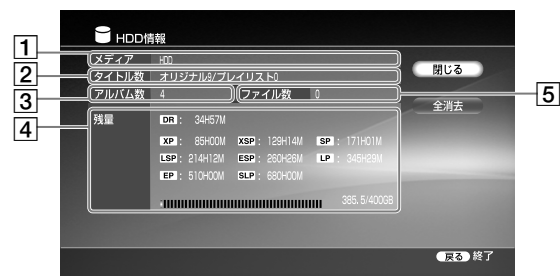 HDD情報
1 メディア HDD 閉じる
2 タイトル数 オリジナル9/プレイリスト0
3 アルバム数 4 ファイル数 0 5
全消去
4 残量 DR : 34H57M
XP : 85H00M XSP : 129H14M SP : 171H01M
LSP : 214H12M ESP : 260H26M LP : 345H29M
EP : 510H00M SLP : 680H00M
385.5/400GB
戻る 終了